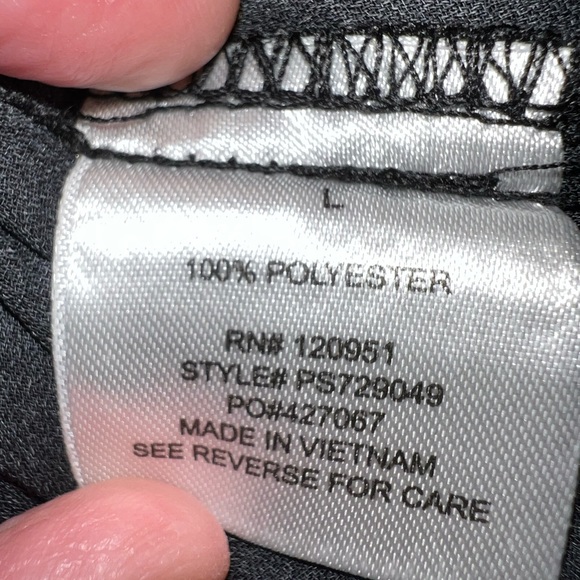 L
100% POLYESTER
RN# 120951
STYLE# PS729049
PO#427067
MADE IN VIETNAM
SEE REVERSE FOR CARE